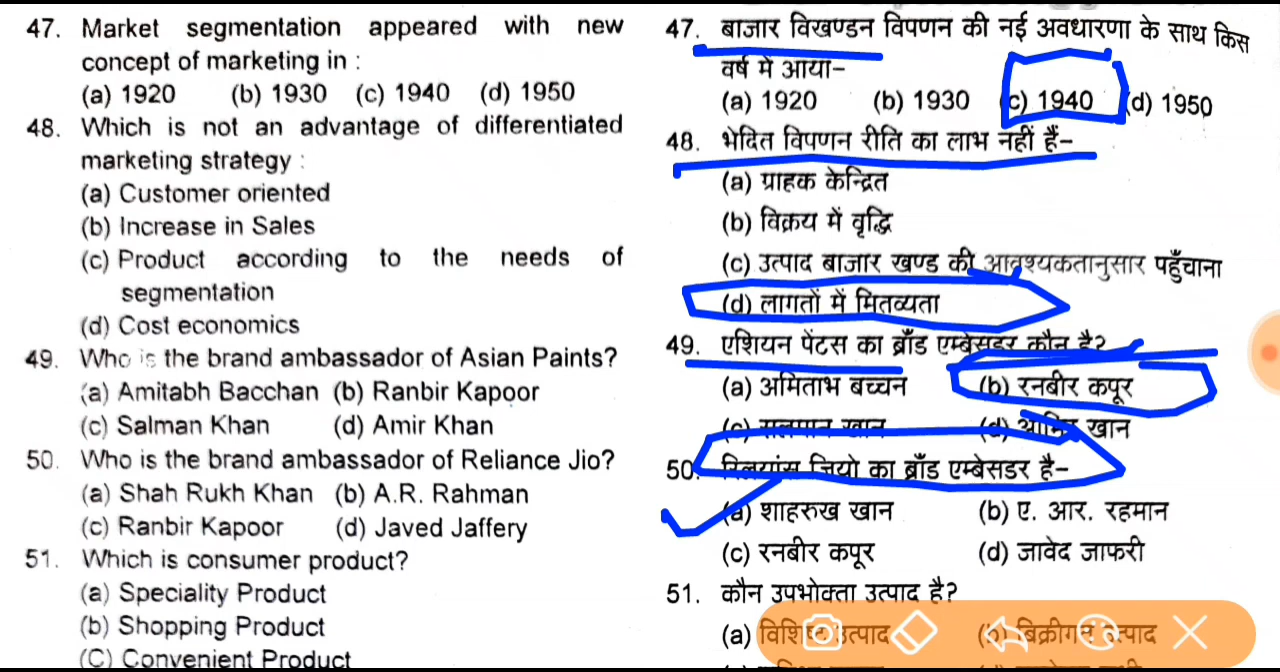 47. Market segmentation appeared with new
concept of marketing in :
(a) 1920 (b) 1930 (c) 1940 (d) 1950
48. Which is not an advantage of differentiated
marketing strategy :
(a) Customer oriented
(b) Increase in Sales
(c) Product according to the needs of
segmentation
(d) Cost economics
49. Who is the brand ambassador of Asian Paints?
(a) Amitabh Bacchan (b) Ranbir Kapoor
(c) Salman Khan (d) Amir Khan
50. Who is the brand ambassador of Reliance Jio?
(a) Shah Rukh Khan (b) A.R. Rahman
(c) Ranbir Kapoor (d) Javed Jaffery
51. Which is consumer product?
(a) Speciality Product
(b) Shopping Product
(C) Convenient Product
47. बाजार विखण्डन विपणन की नई अवधारणा के साथ किस
वर्ष में आया–
(a) 1920 (b) 1930 (c) 1940 (d) 1950
48. भेदित विपणन रीति का लाभ नहीं हैं–
(a) ग्राहक केन्द्रित
(b) विक्रय में वृद्धि
(c) उत्पाद बाजार खण्ड की आवश्यकतानुसार पहुँचाना
(d) लागतों में मितव्यता
49. एशियन पेंटस का ब्राँड एम्बेसडर कौन है?
(a) अमिताभ बच्चन (b) रनबीर कपूर
(c) सलमान खान (d) आमिर खान
50. रिलयांस जियो का ब्राँड एम्बेसडर है–
(a) शाहरुख खान (b) ए. आर. रहमान
(c) रनबीर कपूर (d) जावेद जाफरी
51. कौन उपभोक्ता उत्पाद है?
(a) विशिष्ट उत्पाद (b) बिक्रीगत उत्पाद